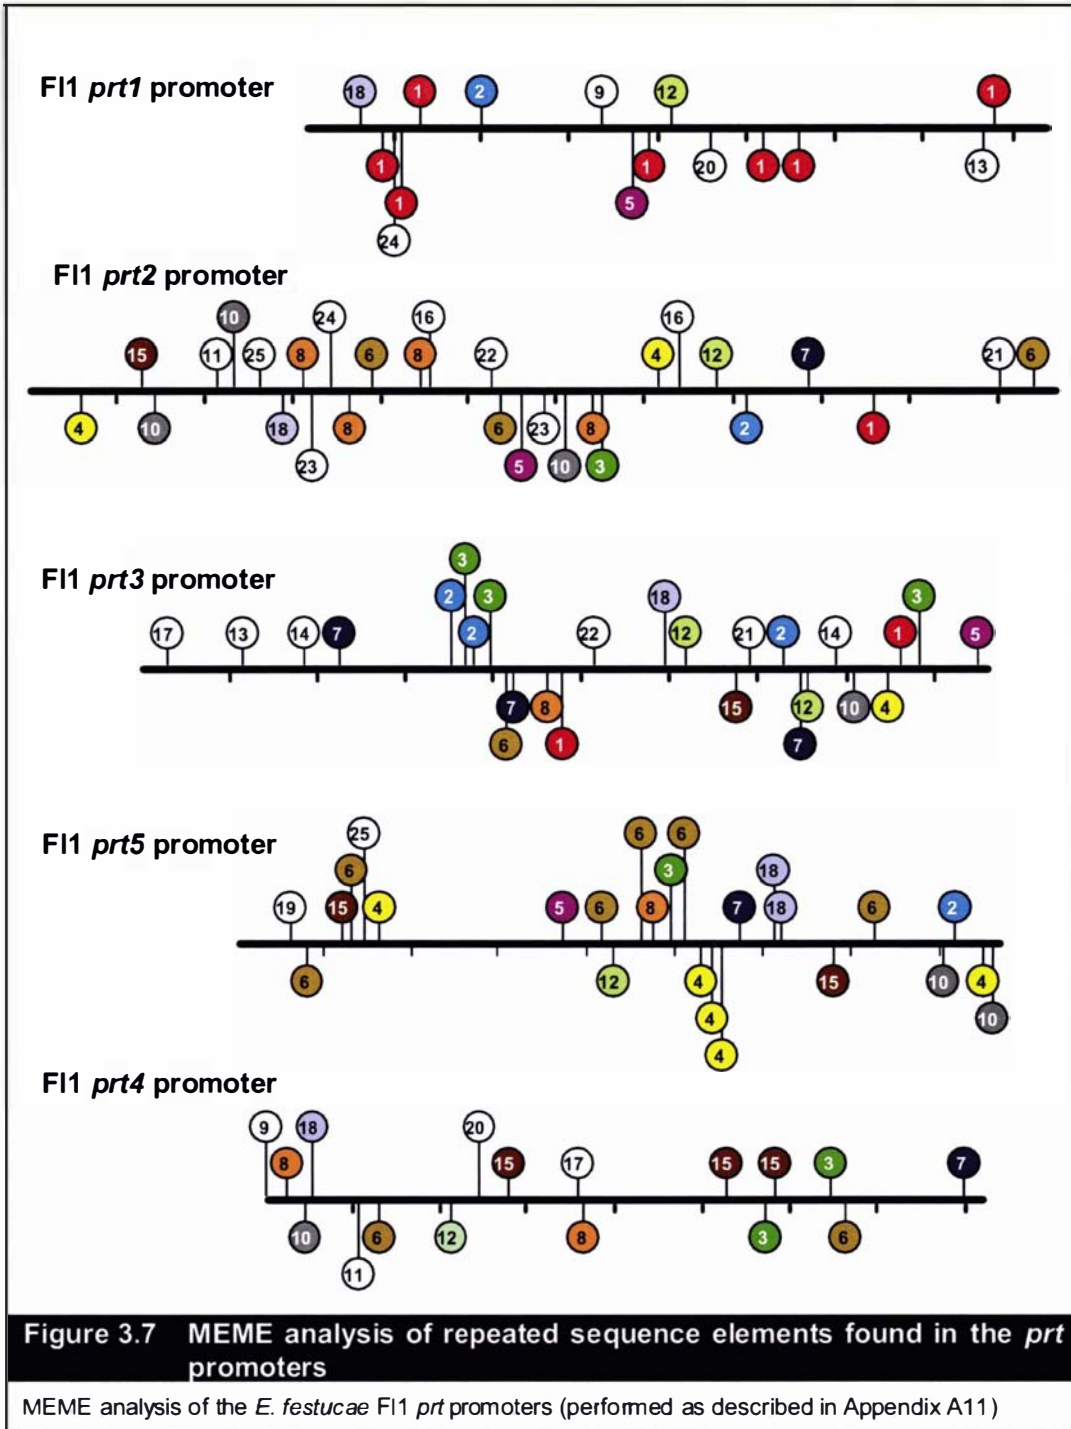 Fl1 prt1 promoter
18 1 2 9 12 1
1 1 20 1 1 13
1 5
24
Fl1 prt2 promoter
10 24 16 16
15 11 25 8 6 8 22 4 12 7 21 6
4 10 18 8 6 23 8 2 1
23 5 10 3
Fl1 prt3 promoter
3
2 3 18 3
17 13 14 7 2 22 12 21 2 14 1 5
7 8 15 12 10 4
6 1 7
Fl1 prt5 promoter
25 6 6
6 3 18
19 15 4 5 6 8 7 18 6 2
6 12 4 15 10 4
4 10
4
Fl1 prt4 promoter
9 18 20
8 15 17 15 15 3 7
10 6 12 8 3 6
11
Figure 3.7 MEME analysis of repeated sequence elements found in the prt
promoters
MEME analysis of the E. festucae Fl1 prt promoters (performed as described in Appendix A11)